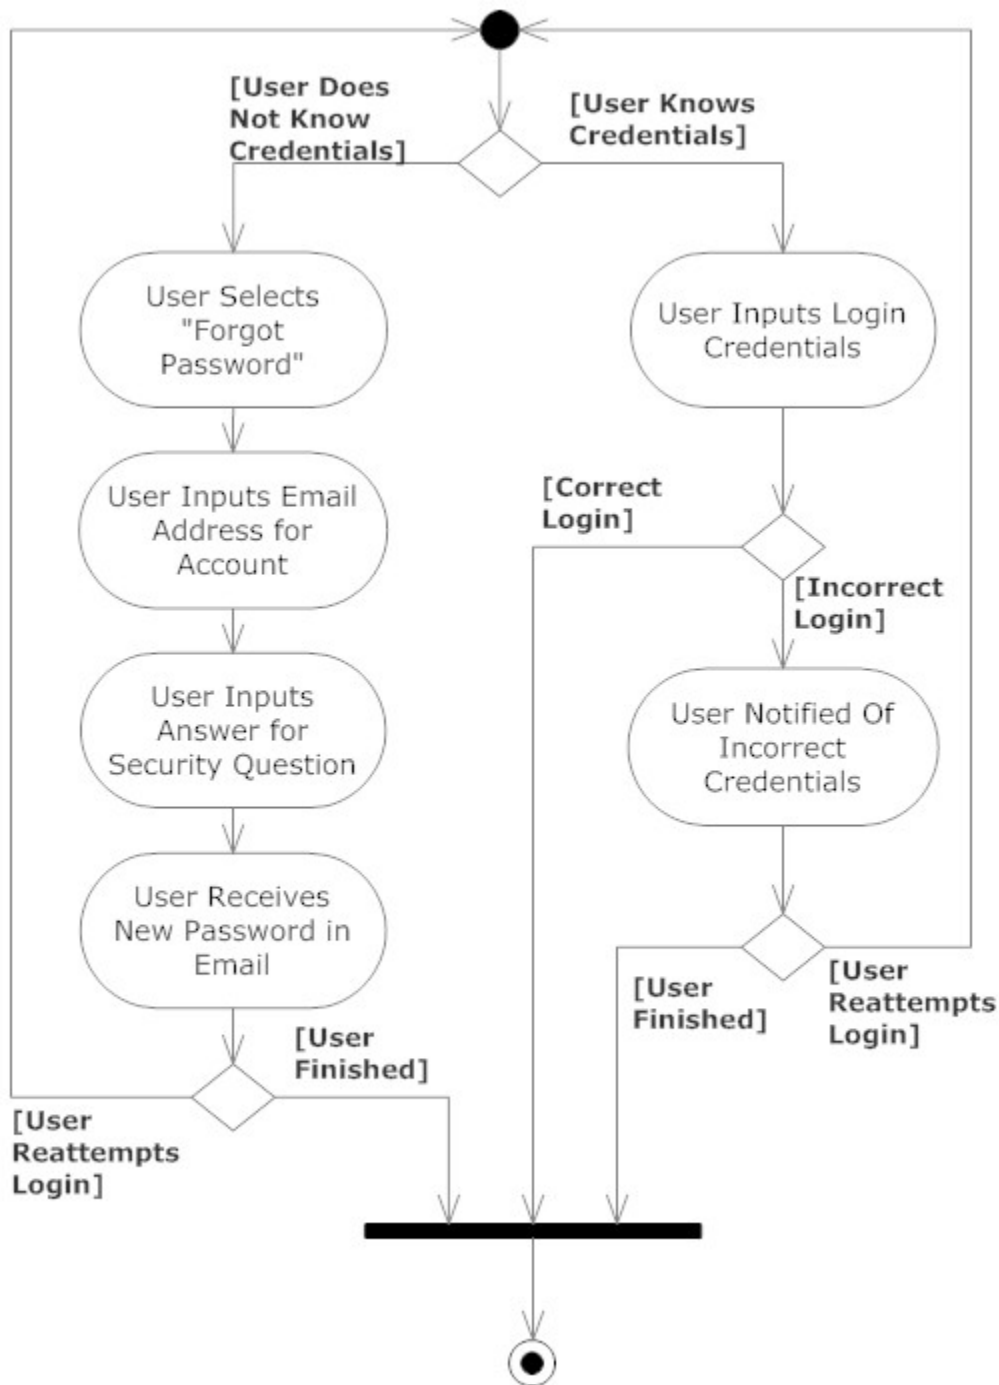 [User Does
Not Know
Credentials]
[User Knows
Credentials]
User Selects
"Forgot
Password"
User Inputs Login
Credentials
User Inputs Email
Address for
Account
[Correct
Login]
[Incorrect
Login]
User Inputs
Answer for
Security Question
User Notified Of
Incorrect
Credentials
User Receives
New Password in
Email
[User
Finished]
[User
Reattempts
Login]
[User
Finished]
[User
Reattempts
Login]